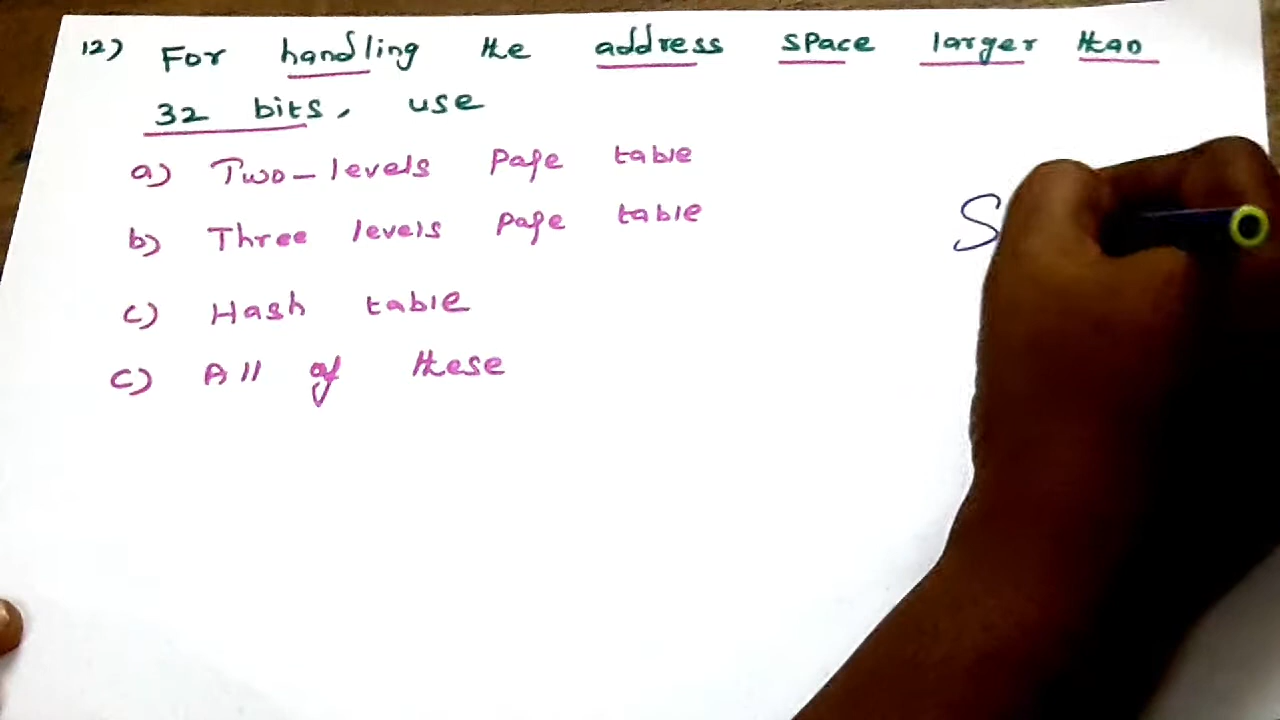 12) For handling the address space larger than
32 bits, use
a) Two-levels page table
b) Three levels page table
c) Hash table
c) All of these
S